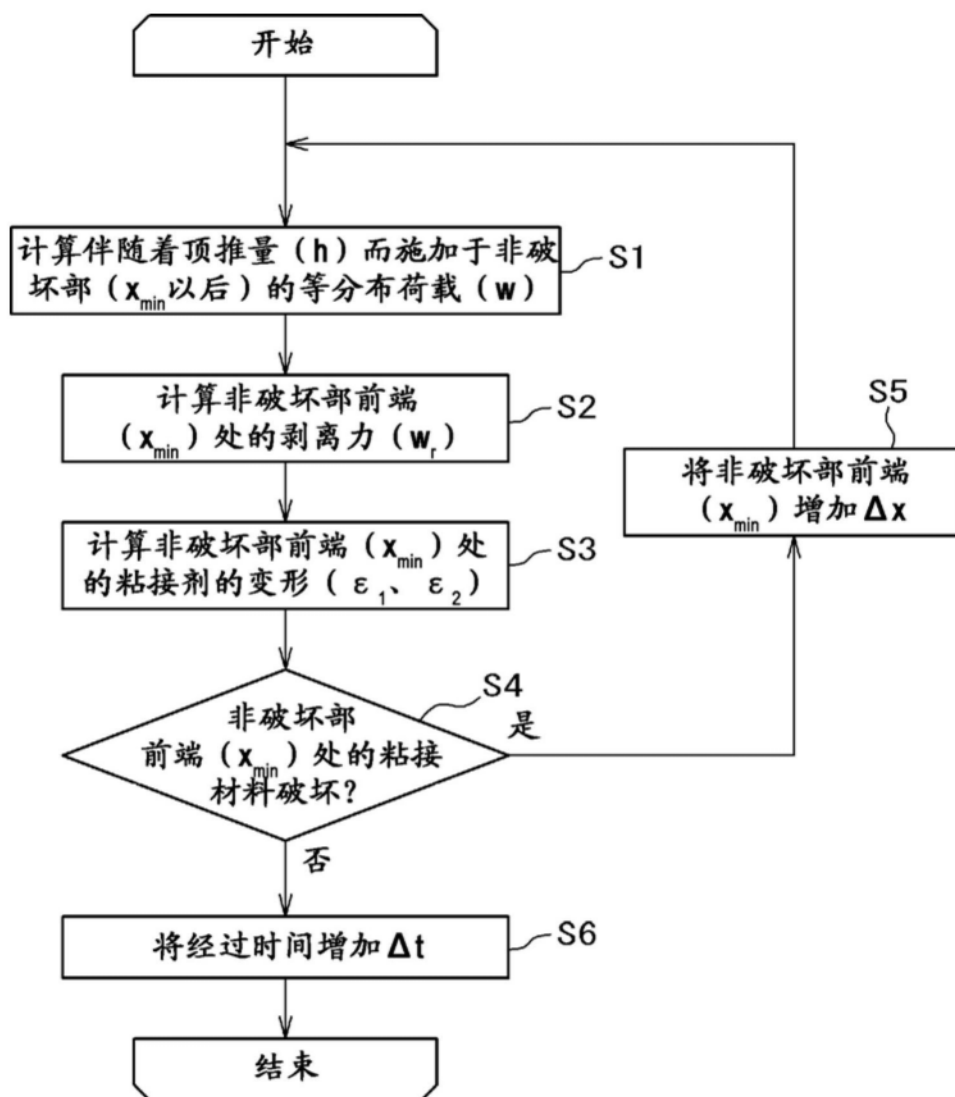 开始
计算伴随着顶推量（h）而施加于非破
坏部（xmin以后）的等分布荷载（w）
S1
计算非破坏部前端
（xmin）处的剥离力（wr）
S2
S5
将非破坏部前端
（xmin）增加Δx
计算非破坏部前端（xmin）处
的粘接剂的变形（ε1、ε2）
S3
S4
非破坏部
前端（xmin）处的粘接
材料破坏？
是
否
将经过时间增加Δt
S6
结束